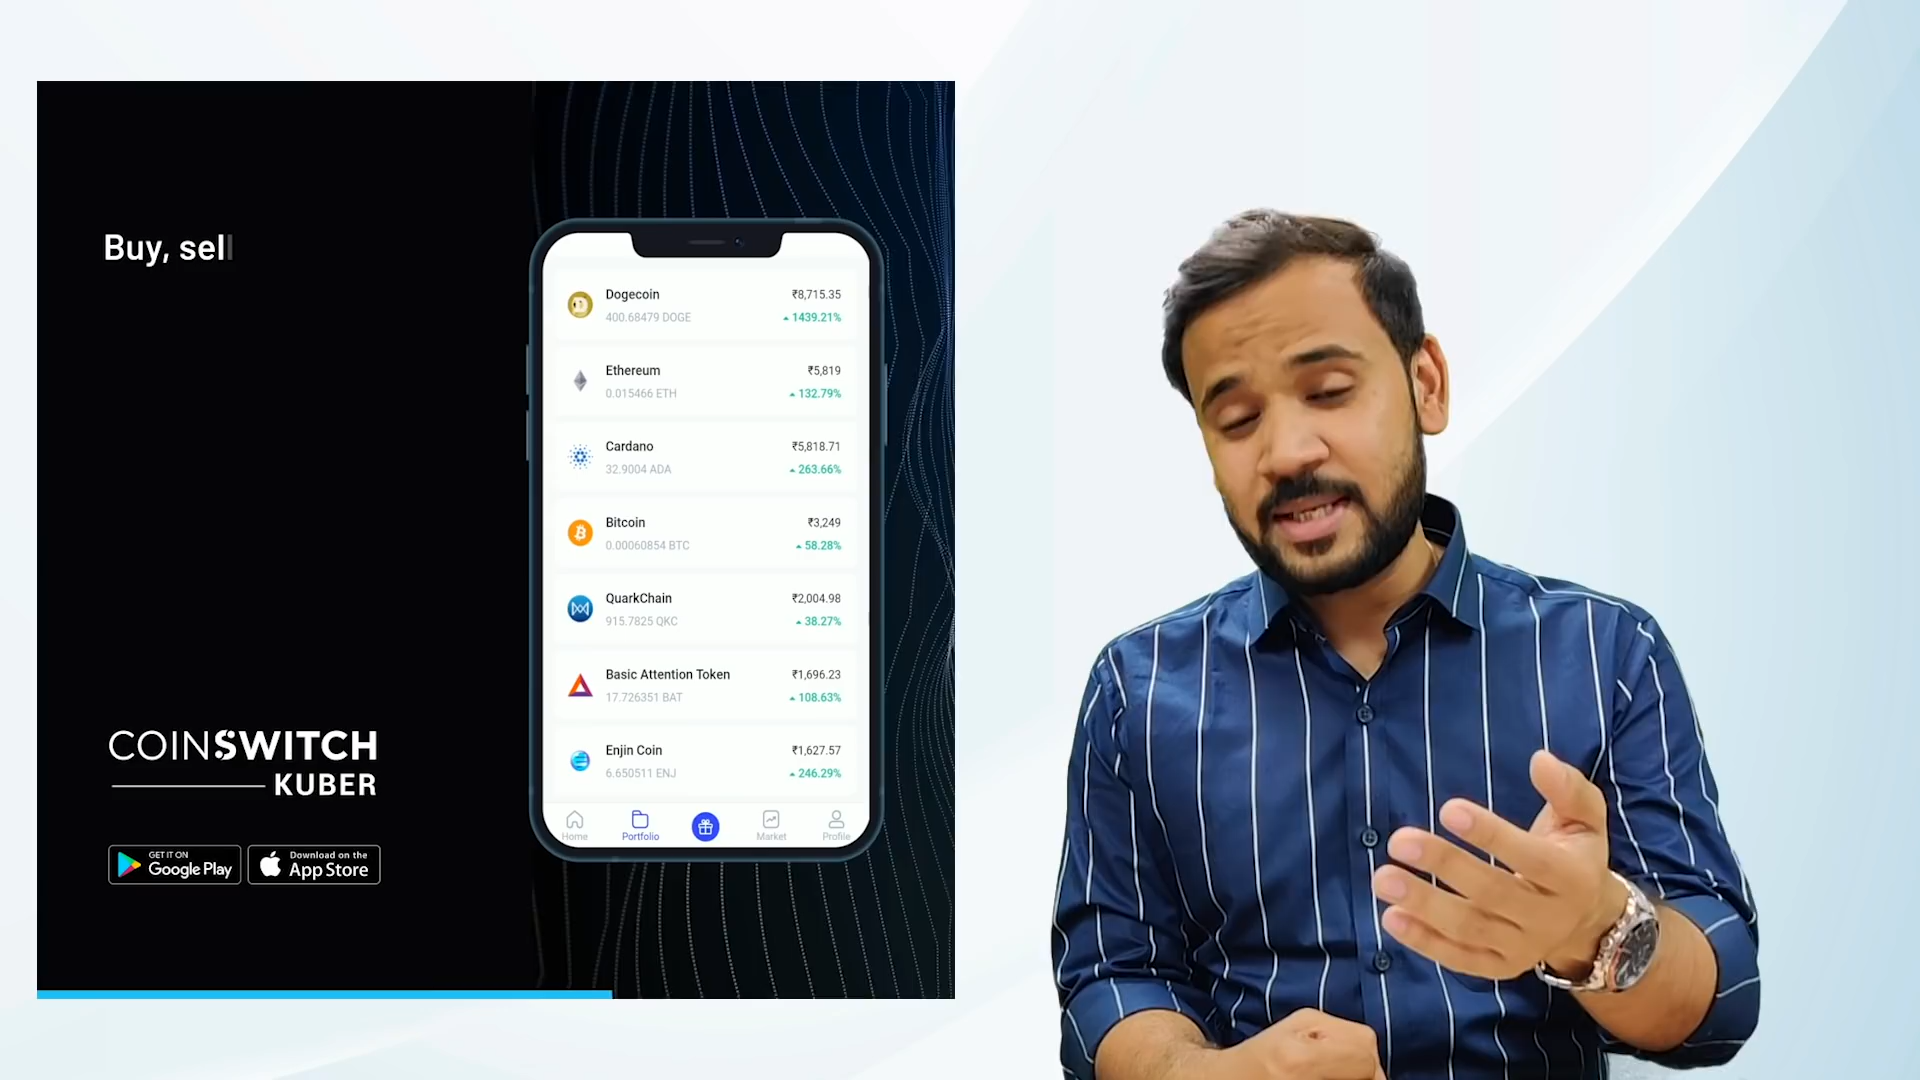 Buy, sell
COINSWITCH
KUBER
GET IT ON
Google Play
Download on the
App Store
Dogecoin
₹8,715.35
400.68479 DOGE
1439.21%
Ethereum
₹5,819
0.015466 ETH
132.79%
Cardano
₹5,818.71
32.9004 ADA
263.66%
Bitcoin
₹3,249
0.00060854 BTC
58.28%
QuarkChain
₹2,004.98
915.7825 QKC
38.27%
Basic Attention Token
₹1,696.23
17.726351 BAT
108.63%
Enjin Coin
₹1,627.57
6.650511 ENJ
246.29%
Home
Portfolio
Market
Profile